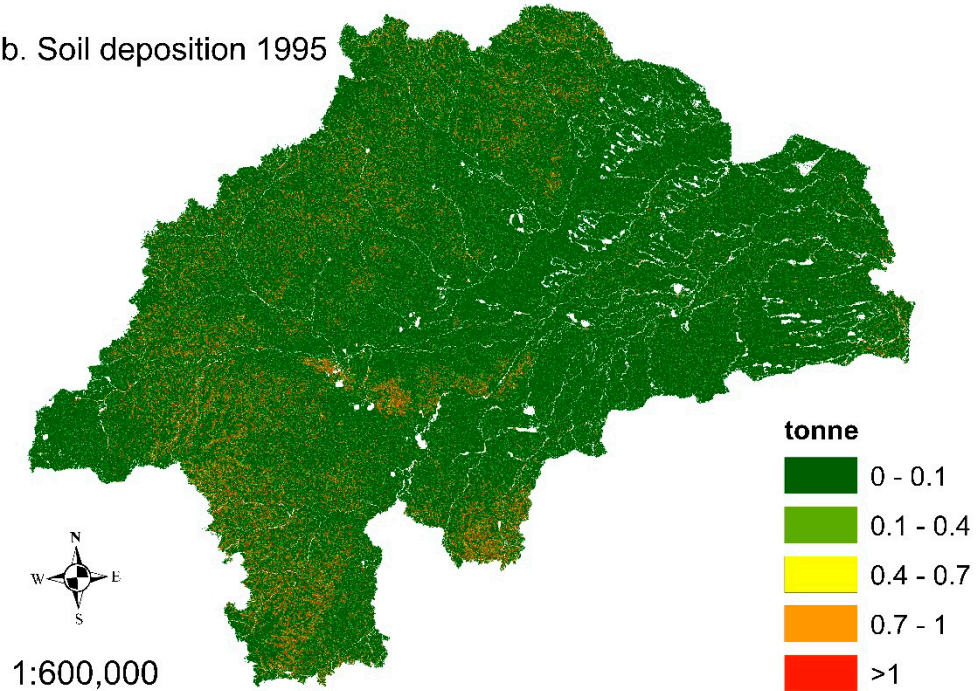 b. Soil deposition 1995
tonne
0 - 0.1
0.1 - 0.4
0.4 - 0.7
0.7 - 1
>1
N
W E
S
1:600,000